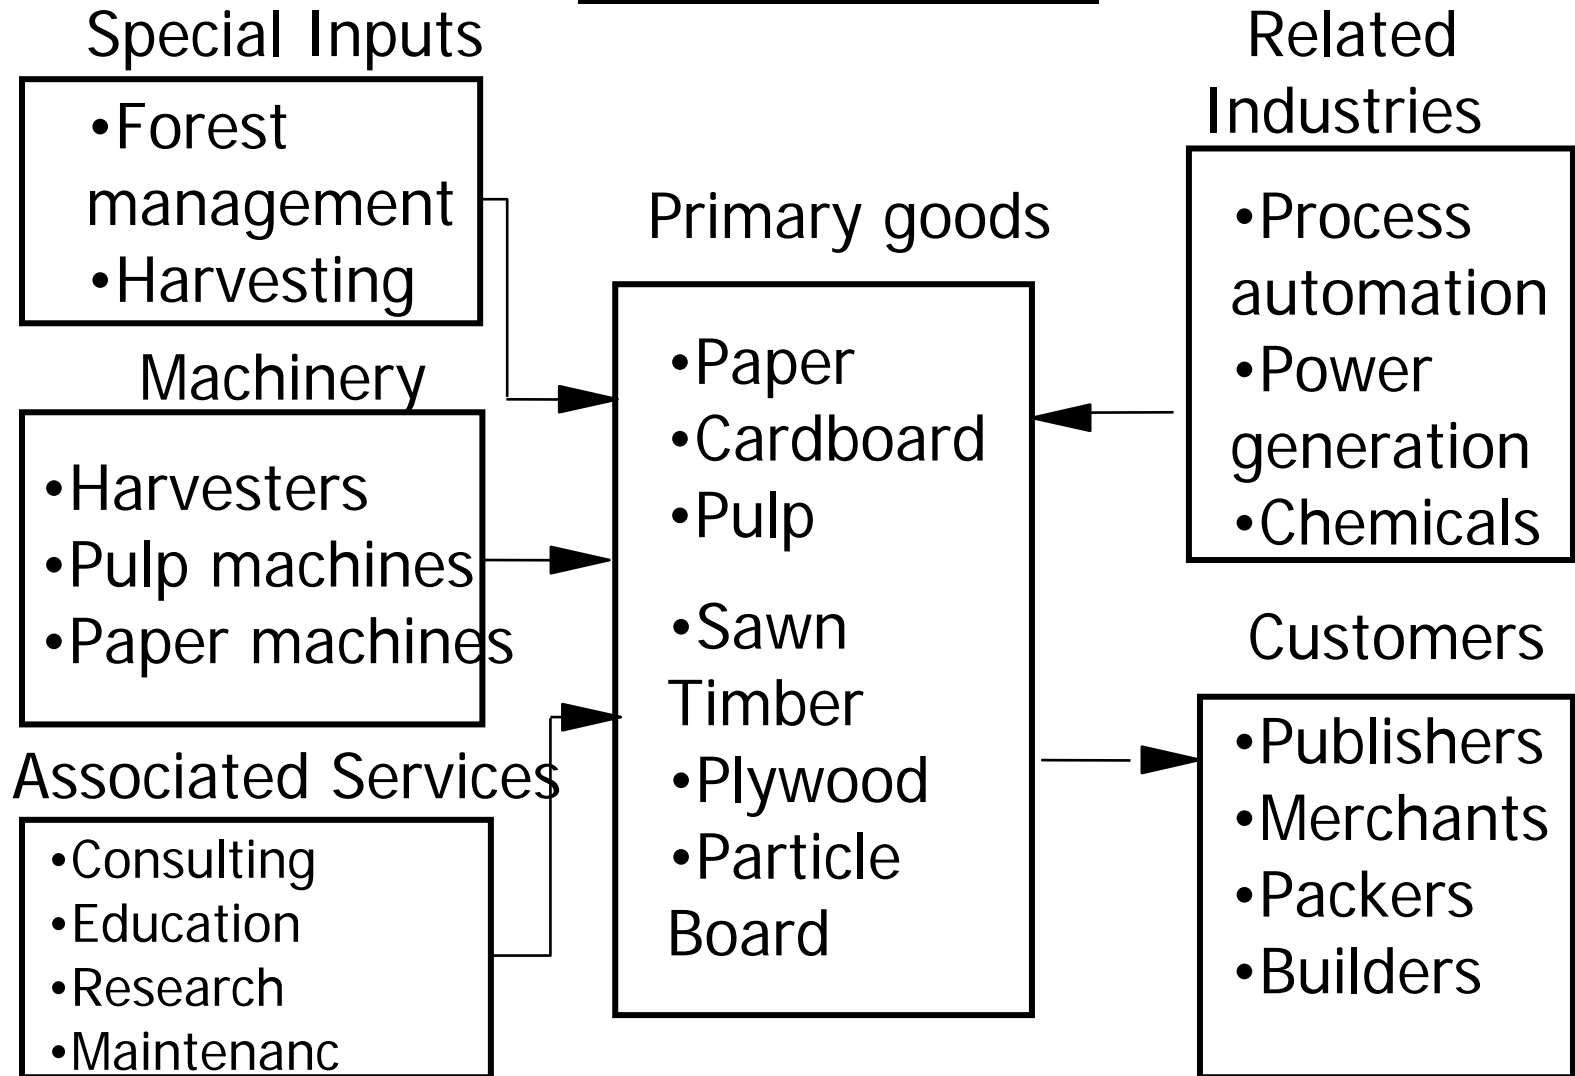 Special Inputs
•Forest
management
•Harvesting
Machinery
•Harvesters
•Pulp machines
•Paper machines
Associated Services
•Consulting
•Education
•Research
•Maintenanc
Primary goods
•Paper
•Cardboard
•Pulp
•Sawn
Timber
•Plywood
•Particle
Board
Related
Industries
•Process
automation
•Power
generation
•Chemicals
Customers
•Publishers
•Merchants
•Packers
•Builders